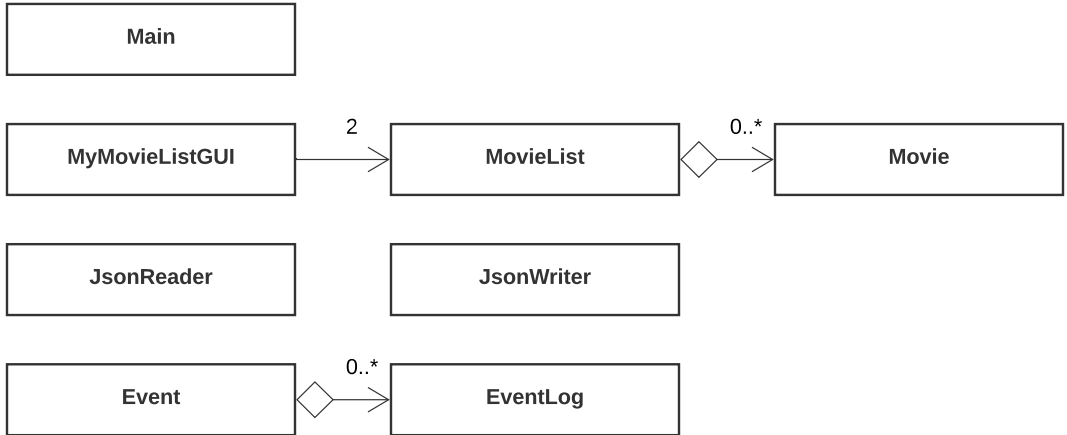 Main
2
0..*
MyMovieListGUI
MovieList
Movie
JsonReader
JsonWriter
0..*
Event
EventLog